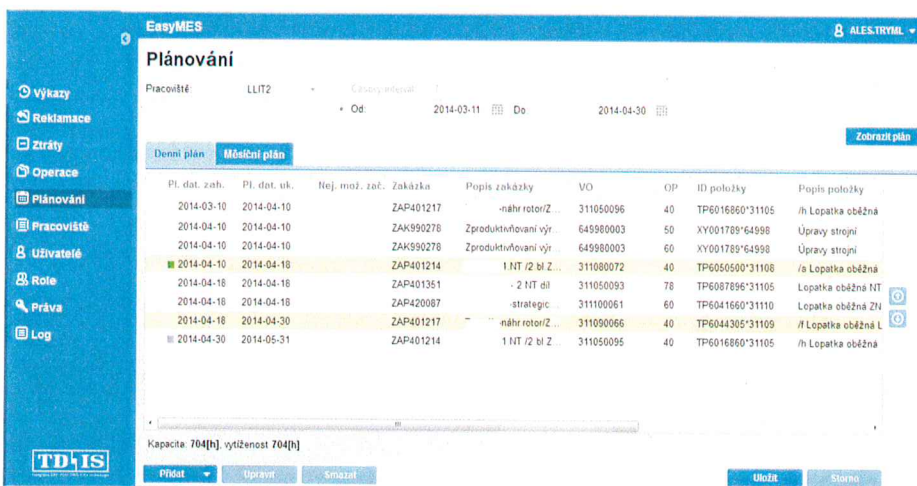 EasyMES
ALES.TRYML
Plánování
Pracoviště: LLIT2
Časový interval
Od: 2014-03-11 Do 2014-04-30
Zobrazit plán
Denní plán Měsíční plán
Výkazy
Reklamace
Ztráty
Operace
Plánování
Pracoviště
Uživatelé
Role
Práva
Log
Pl. dat. zah. Pl. dat. uk. Nej. mož. zač. Zakázka Popis zakázky VO OP ID položky Popis položky
2014-03-10 2014-04-10 ZAP401217 -náhr rotor/Z... 311050096 40 TP6016860*31105 /h Lopatka oběžná
2014-04-10 2014-04-10 ZAK990278 Zproduktivňovaní výr... 649980003 50 XY001789*64998 Úpravy strojní
2014-04-10 2014-04-10 ZAK990278 Zproduktivňovaní výr... 649980003 60 XY001789*64998 Úpravy strojní
2014-04-10 2014-04-18 ZAP401214 1.NT /2 bl.Z... 311080072 40 TP6050500*31108 /a Lopatka oběžná
2014-04-18 2014-04-18 ZAP401351 - 2 NT díl 311050093 78 TP6087896*31105 Lopatka oběžná NT
2014-04-18 2014-04-18 ZAP420087 -strategic... 311100061 60 TP6041660*31110 Lopatka oběžná ZN
2014-04-18 2014-04-30 ZAP401217 -náhr rotor/Z... 311090066 40 TP6044305*31109 /f Lopatka oběžná L
2014-04-30 2014-05-31 ZAP401214 1 NT /2 bl Z... 311050095 40 TP6016860*31105 /h Lopatka oběžná
Kapacita: 704[h], vytíženost 704[h]
Přidat Upravit Smazat Uložit Storno
TD-IS